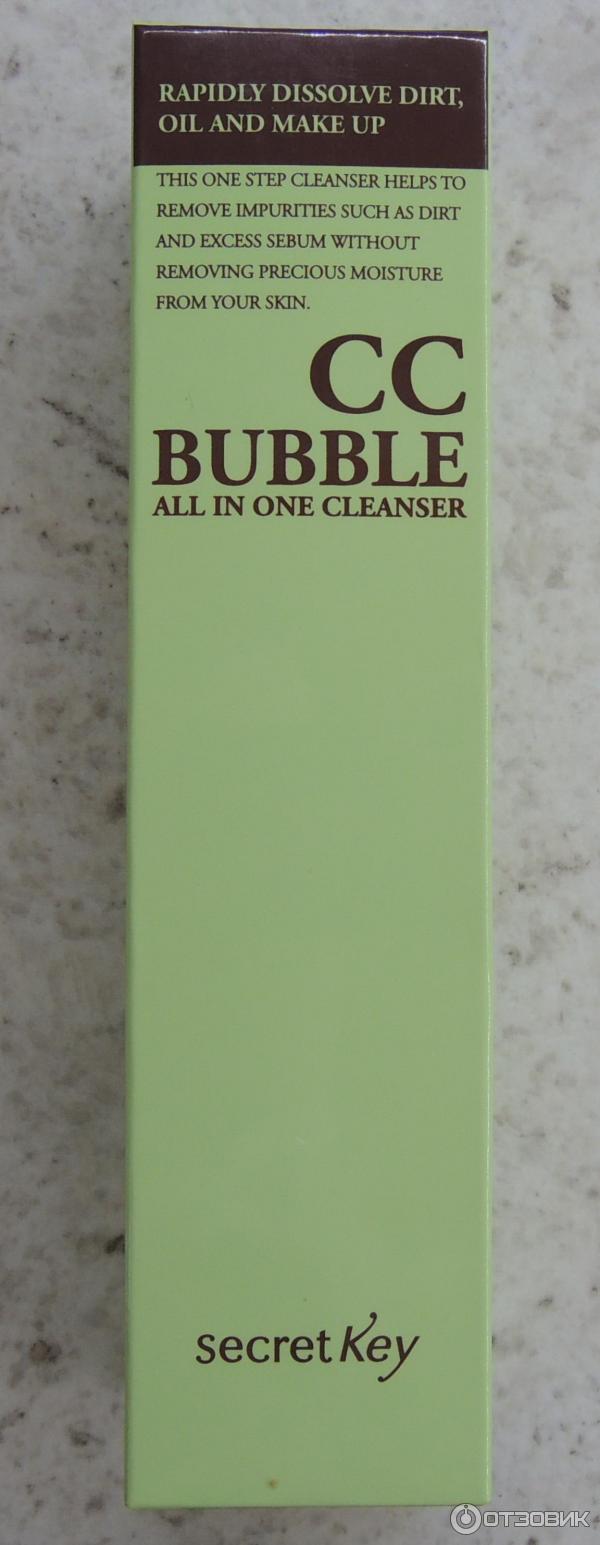 RAPIDLY DISSOLVE DIRT,
OIL AND MAKE UP
THIS ONE STEP CLEANSER HELPS TO
REMOVE IMPURITIES SUCH AS DIRT
AND EXCESS SEBUM WITHOUT
REMOVING PRECIOUS MOISTURE
FROM YOUR SKIN.
CC
BUBBLE
ALL IN ONE CLEANSER
secret Key
ОТЗОВИК